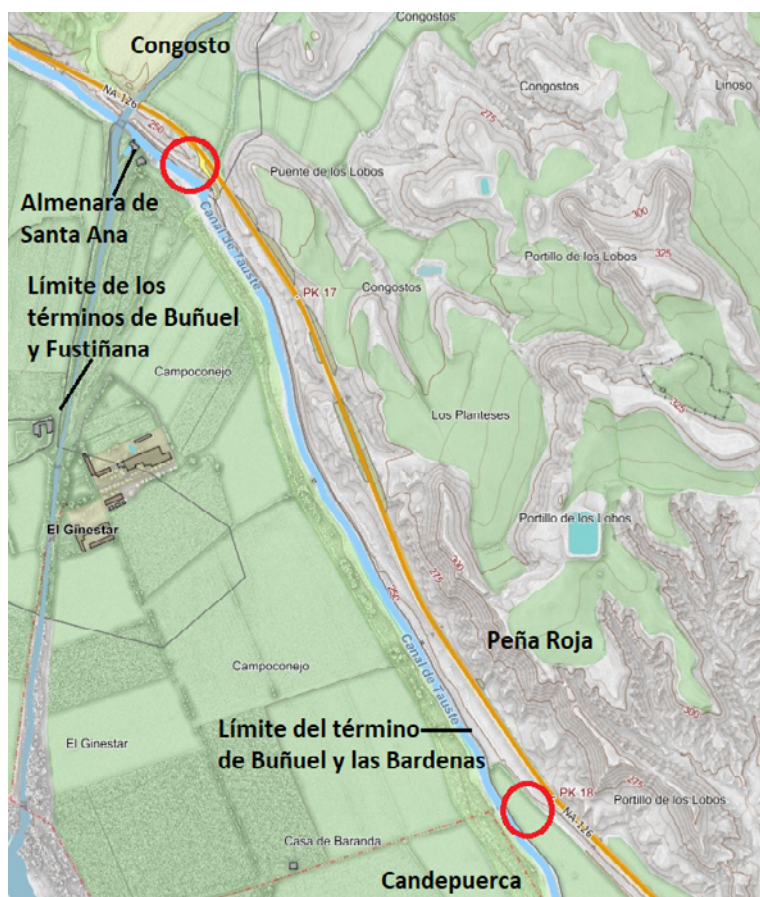 Congostos
Congosto
NA-126
250
Congostos
275
Linoso
Puente de los Lobos
Almenara de
Santa Ana
Canal de Tauste
300
Portillo de los Lobos
325
Límite de los
términos de Buñuel
y Fustiñana
PK 17
Congostos
Campoconejo
325
Los Planteses
El Ginestar
Portillo de los Lobos
300
275
250
Peña Roja
Canal de Tauste
Campoconejo
300
Límite del término
de Buñuel y las Bardenas
El Ginestar
275
PK 18
Portillo de los Lobos
NA-126
Casa de Baranda
Candepuerca